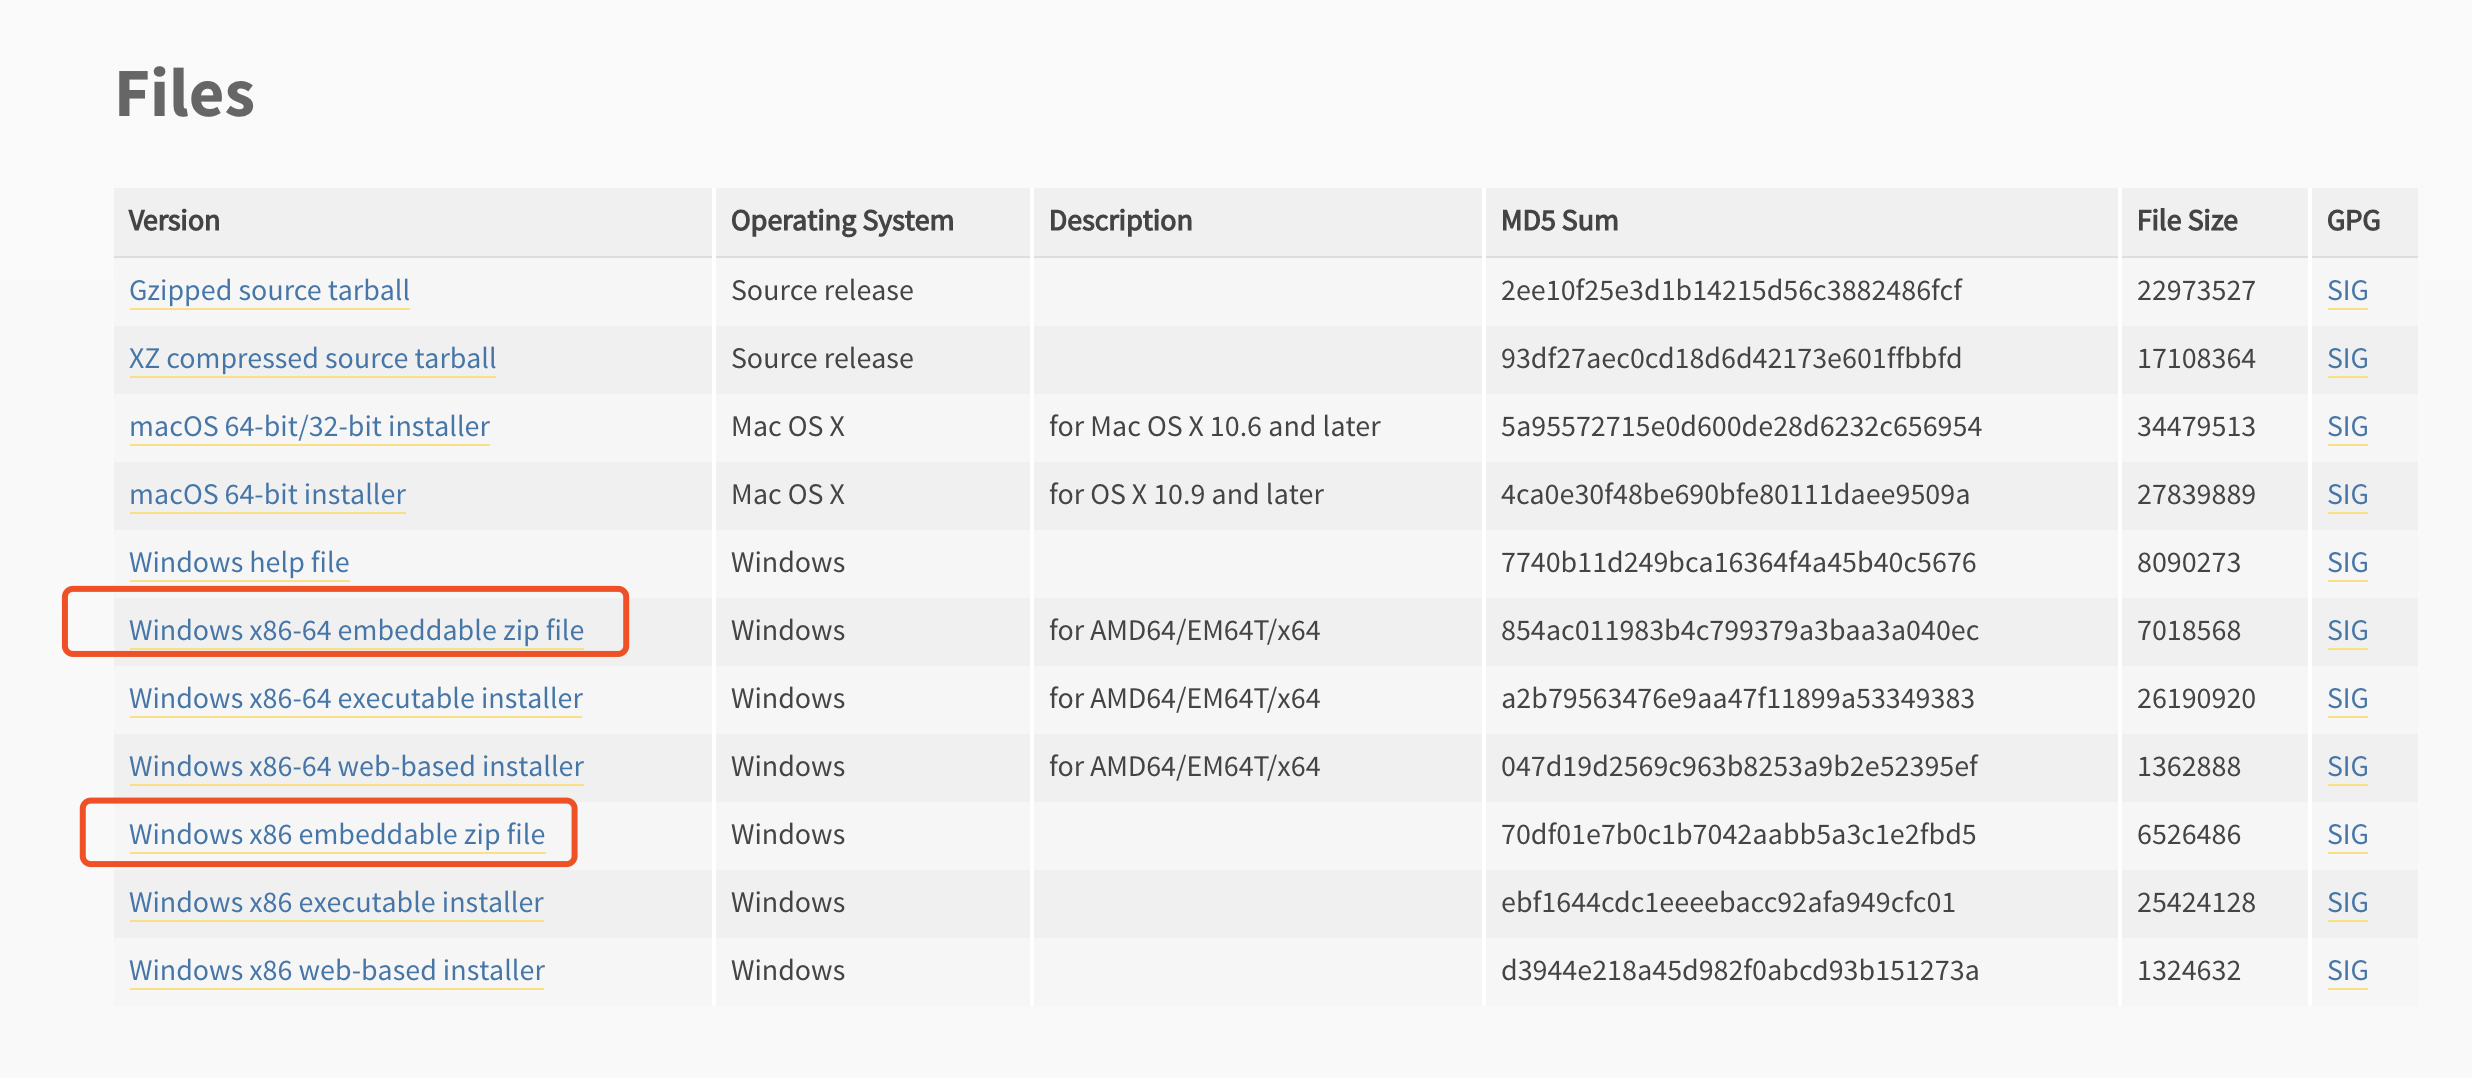 Files
Version Operating System Description MD5 Sum File Size GPG
Gzipped source tarball Source release 2ee10f25e3d1b14215d56c3882486fcf 22973527 SIG
XZ compressed source tarball Source release 93df27aec0cd18d6d42173e601ffbbfd 17108364 SIG
macOS 64-bit/32-bit installer Mac OS X for Mac OS X 10.6 and later 5a95572715e0d600de28d6232c656954 34479513 SIG
macOS 64-bit installer Mac OS X for OS X 10.9 and later 4ca0e30f48be690bfe80111daee9509a 27839889 SIG
Windows help file Windows 7740b11d249bca16364f4a45b40c5676 8090273 SIG
Windows x86-64 embeddable zip file Windows for AMD64/EM64T/x64 854ac011983b4c799379a3baa3a040ec 7018568 SIG
Windows x86-64 executable installer Windows for AMD64/EM64T/x64 a2b79563476e9aa47f11899a53349383 26190920 SIG
Windows x86-64 web-based installer Windows for AMD64/EM64T/x64 047d19d2569c963b8253a9b2e52395ef 1362888 SIG
Windows x86 embeddable zip file Windows 70df01e7b0c1b7042aabb5a3c1e2fbd5 6526486 SIG
Windows x86 executable installer Windows ebf1644cdc1eeeebacc92afa949cfc01 25424128 SIG
Windows x86 web-based installer Windows d3944e218a45d982f0abcd93b151273a 1324632 SIG